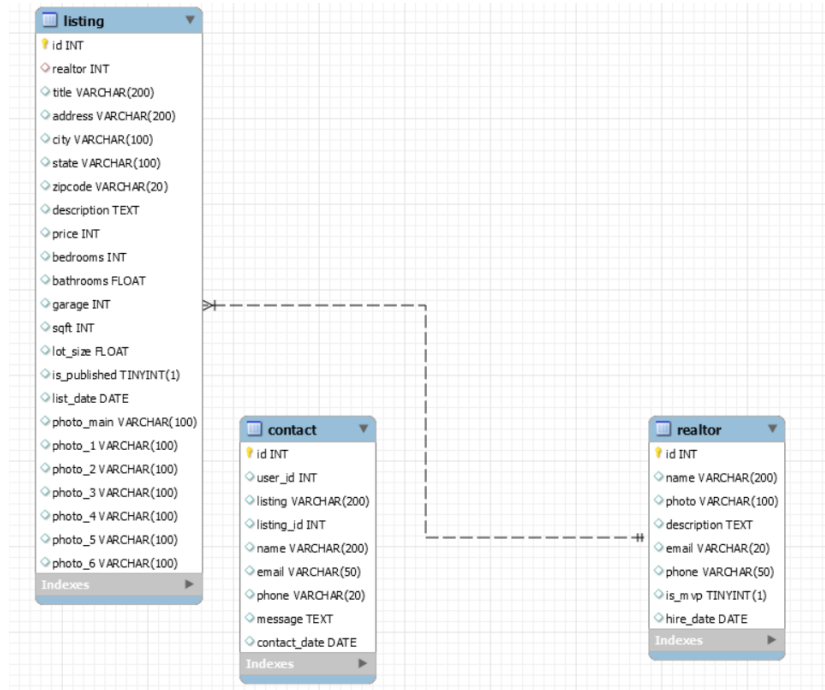 listing
id INT
realtor INT
title VARCHAR(200)
address VARCHAR(200)
city VARCHAR(100)
state VARCHAR(100)
zipcode VARCHAR(20)
description TEXT
price INT
bedrooms INT
bathrooms FLOAT
garage INT
sqft INT
lot_size FLOAT
is_published TINYINT(1)
list_date DATE
photo_main VARCHAR(100)
photo_1 VARCHAR(100)
photo_2 VARCHAR(100)
photo_3 VARCHAR(100)
photo_4 VARCHAR(100)
photo_5 VARCHAR(100)
photo_6 VARCHAR(100)
Indexes
contact
id INT
user_id INT
listing VARCHAR(200)
listing_id INT
name VARCHAR(200)
email VARCHAR(50)
phone VARCHAR(20)
message TEXT
contact_date DATE
Indexes
realtor
id INT
name VARCHAR(200)
photo VARCHAR(100)
description TEXT
email VARCHAR(20)
phone VARCHAR(50)
is_mvp TINYINT(1)
hire_date DATE
Indexes